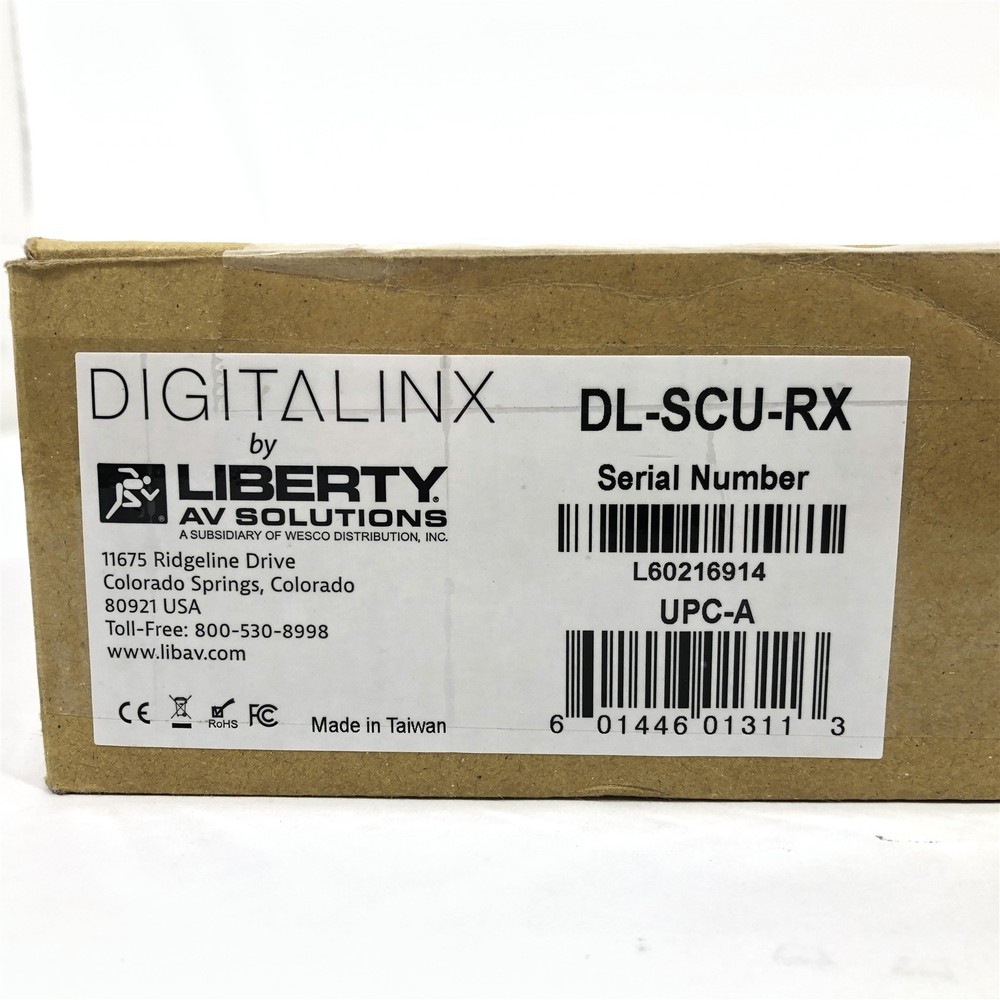 DIGITALINX
by
LIBERTY®
AV SOLUTIONS
A SUBSIDIARY OF WESCO DISTRIBUTION, INC.
11675 Ridgeline Drive
Colorado Springs, Colorado
80921 USA
Toll-Free: 800-530-8998
www.libav.com
CE
RoHS
FC
Made in Taiwan
DL-SCU-RX
Serial Number
L60216914
UPC-A
6 01446 01311 3